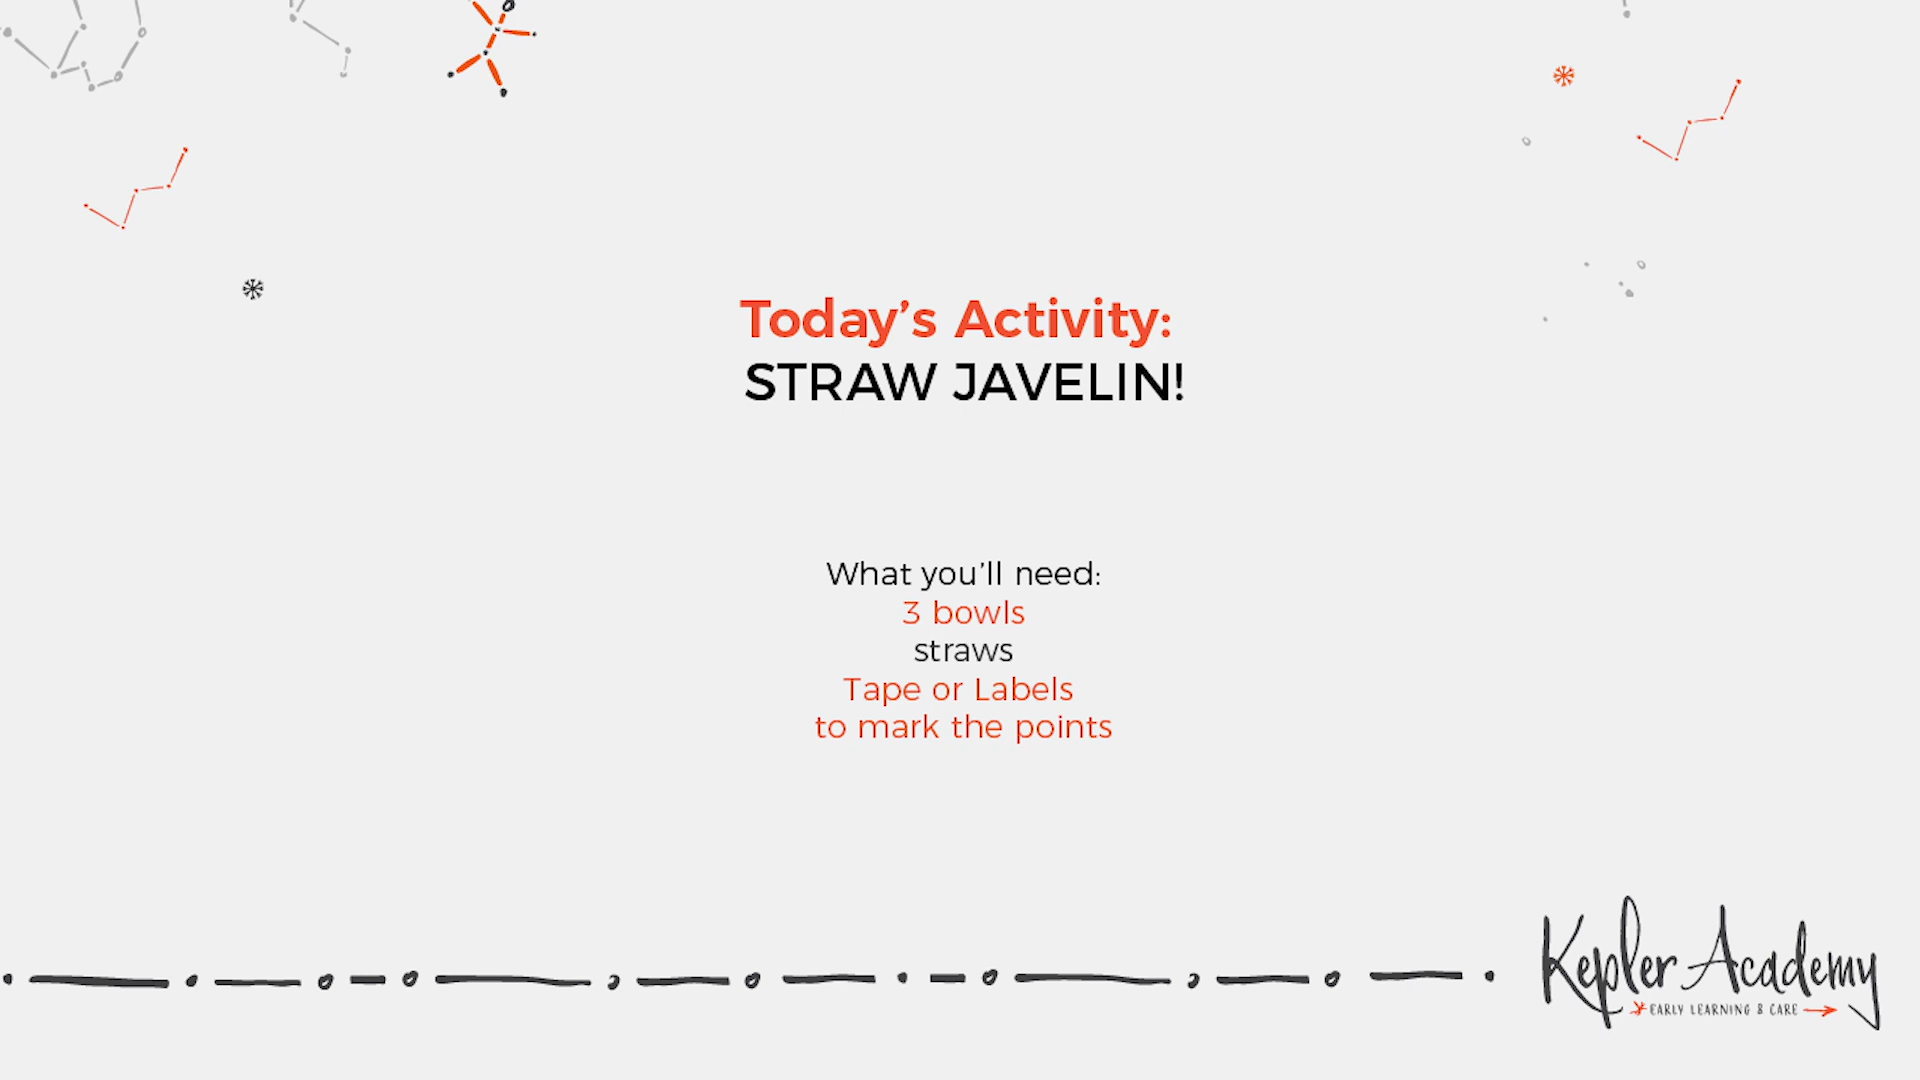 Today’s Activity:
STRAW JAVELIN!
What you’ll need:
3 bowls
straws
Tape or Labels
to mark the points
Kepler Academy
EARLY LEARNING & CARE